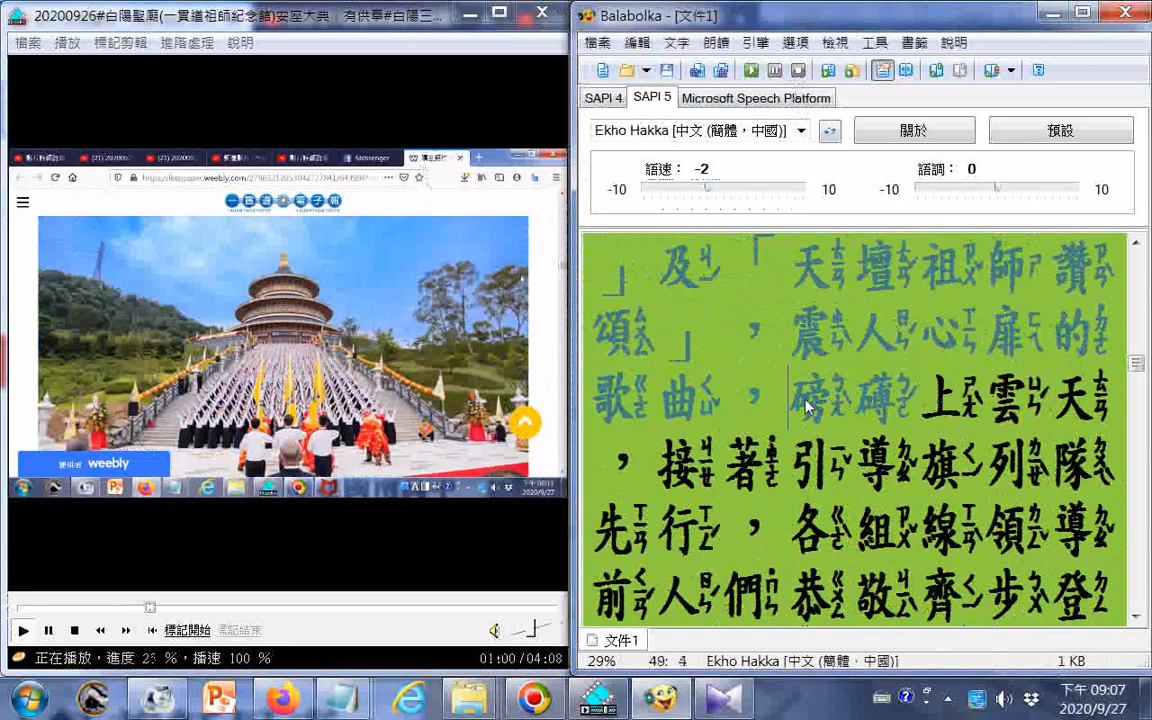 20200926#白陽聖廟(一貫道祖師紀念館)安座大典｜有供奉#白陽三...
檔案 播放 標記剪輯 進階處理 說明
Messenger
weebly
正在播放，進度 25 %，播速 100 %
標記開始 標記結束
01:00 / 04:08
Balabolka - [文件1]
檔案 編輯 文字 朗讀 引擎 選項 檢視 工具 書籤 說明
SAPI 4 SAPI 5 Microsoft Speech Platform
Ekho Hakka [中文 (簡體，中國)] 關於 預設
語速： -2 語調： 0
-10 10 -10 10
」及「天壇祖師讚
頌」，震人心扉的
歌曲，磅礡上雲天
，接著引導旗列隊
先行，各組線領導
前人們恭敬齊步登
文件1
29% 49: 4 Ekho Hakka [中文 (簡體，中國)] 1 KB
下午 09:07
2020/9/27